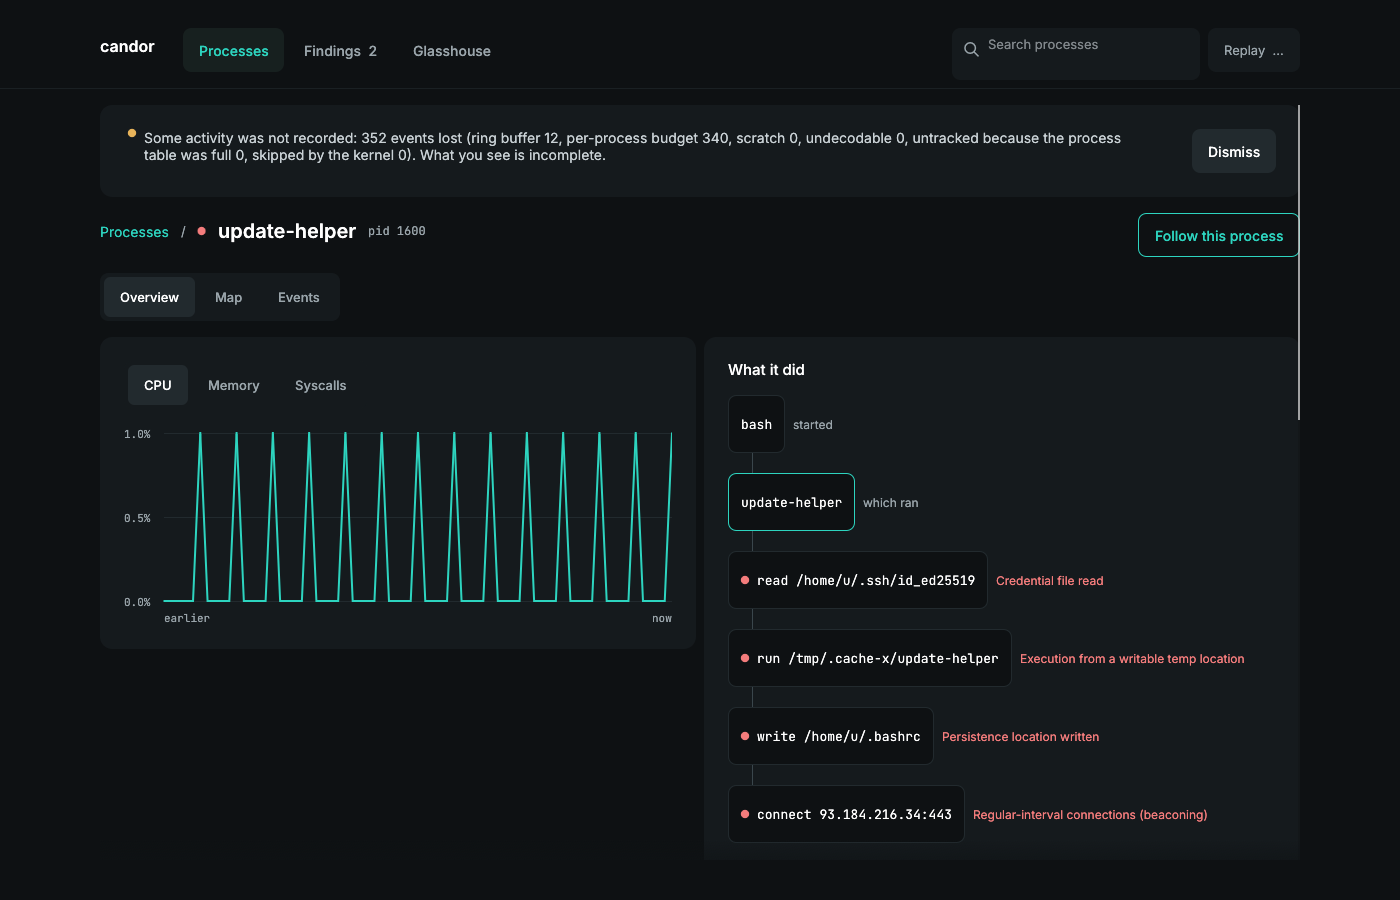 candor
Processes
Findings 2
Glasshouse
Search processes
Replay ...
Some activity was not recorded: 352 events lost (ring buffer 12, per-process budget 340, scratch 0, undecodable 0, untracked because the process
table was full 0, skipped by the kernel 0). What you see is incomplete.
Dismiss
Processes / update-helper pid 1600
Follow this process
Overview
Map
Events
CPU
Memory
Syscalls
1.0%
0.5%
0.0%
earlier
now
What it did
bash started
update-helper which ran
read /home/u/.ssh/id_ed25519 Credential file read
run /tmp/.cache-x/update-helper Execution from a writable temp location
write /home/u/.bashrc Persistence location written
connect 93.184.216.34:443 Regular-interval connections (beaconing)